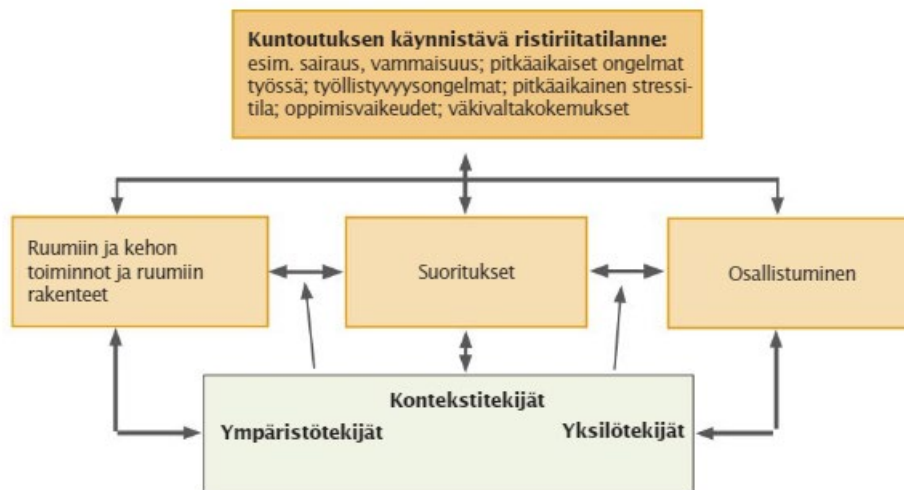 Kuntoutuksen käynnistävä ristiriitatilanne:
esim. sairaus, vammaisuus; pitkäaikaiset ongelmat
työssä; työllistyvyysongelmat; pitkäaikainen stressi-
tila; oppimisvaikeudet; väkivaltakokemukset
Ruumiin ja kehon
toiminnot ja ruumiin
rakenteet
Suoritukset
Osallistuminen
Kontekstitekijät
Ympäristötekijät
Yksilötekijät